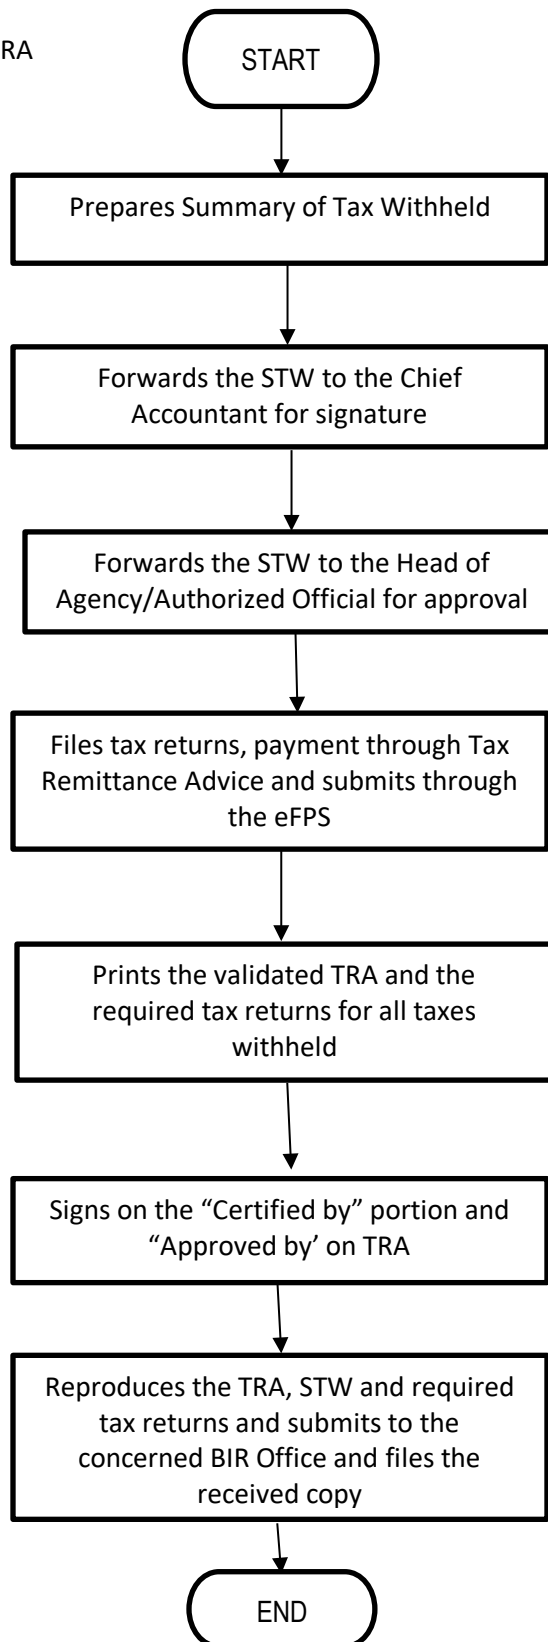 RA
START
Prepares Summary of Tax Withheld
Forwards the STW to the Chief
Accountant for signature
Forwards the STW to the Head of
Agency/Authorized Official for approval
Files tax returns, payment through Tax
Remittance Advice and submits through
the eFPS
Prints the validated TRA and the
required tax returns for all taxes
withheld
Signs on the “Certified by” portion and
“Approved by’ on TRA
Reproduces the TRA, STW and required
tax returns and submits to the
concerned BIR Office and files the
received copy
END